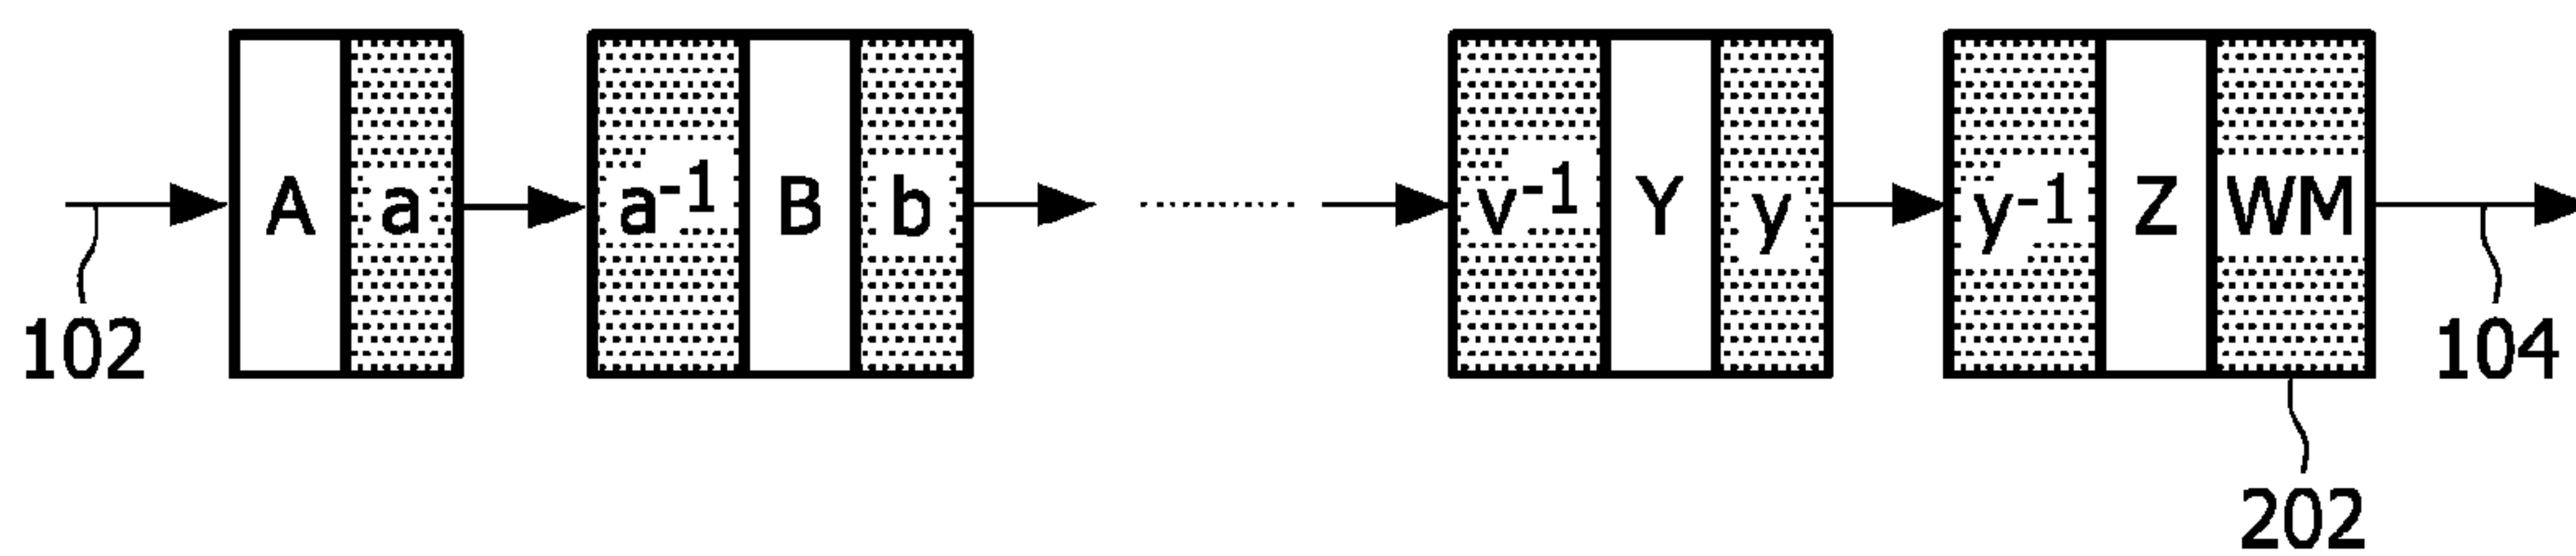 A a a-1 B b ........... v-1 Y y y-1 Z WM
102 104
202